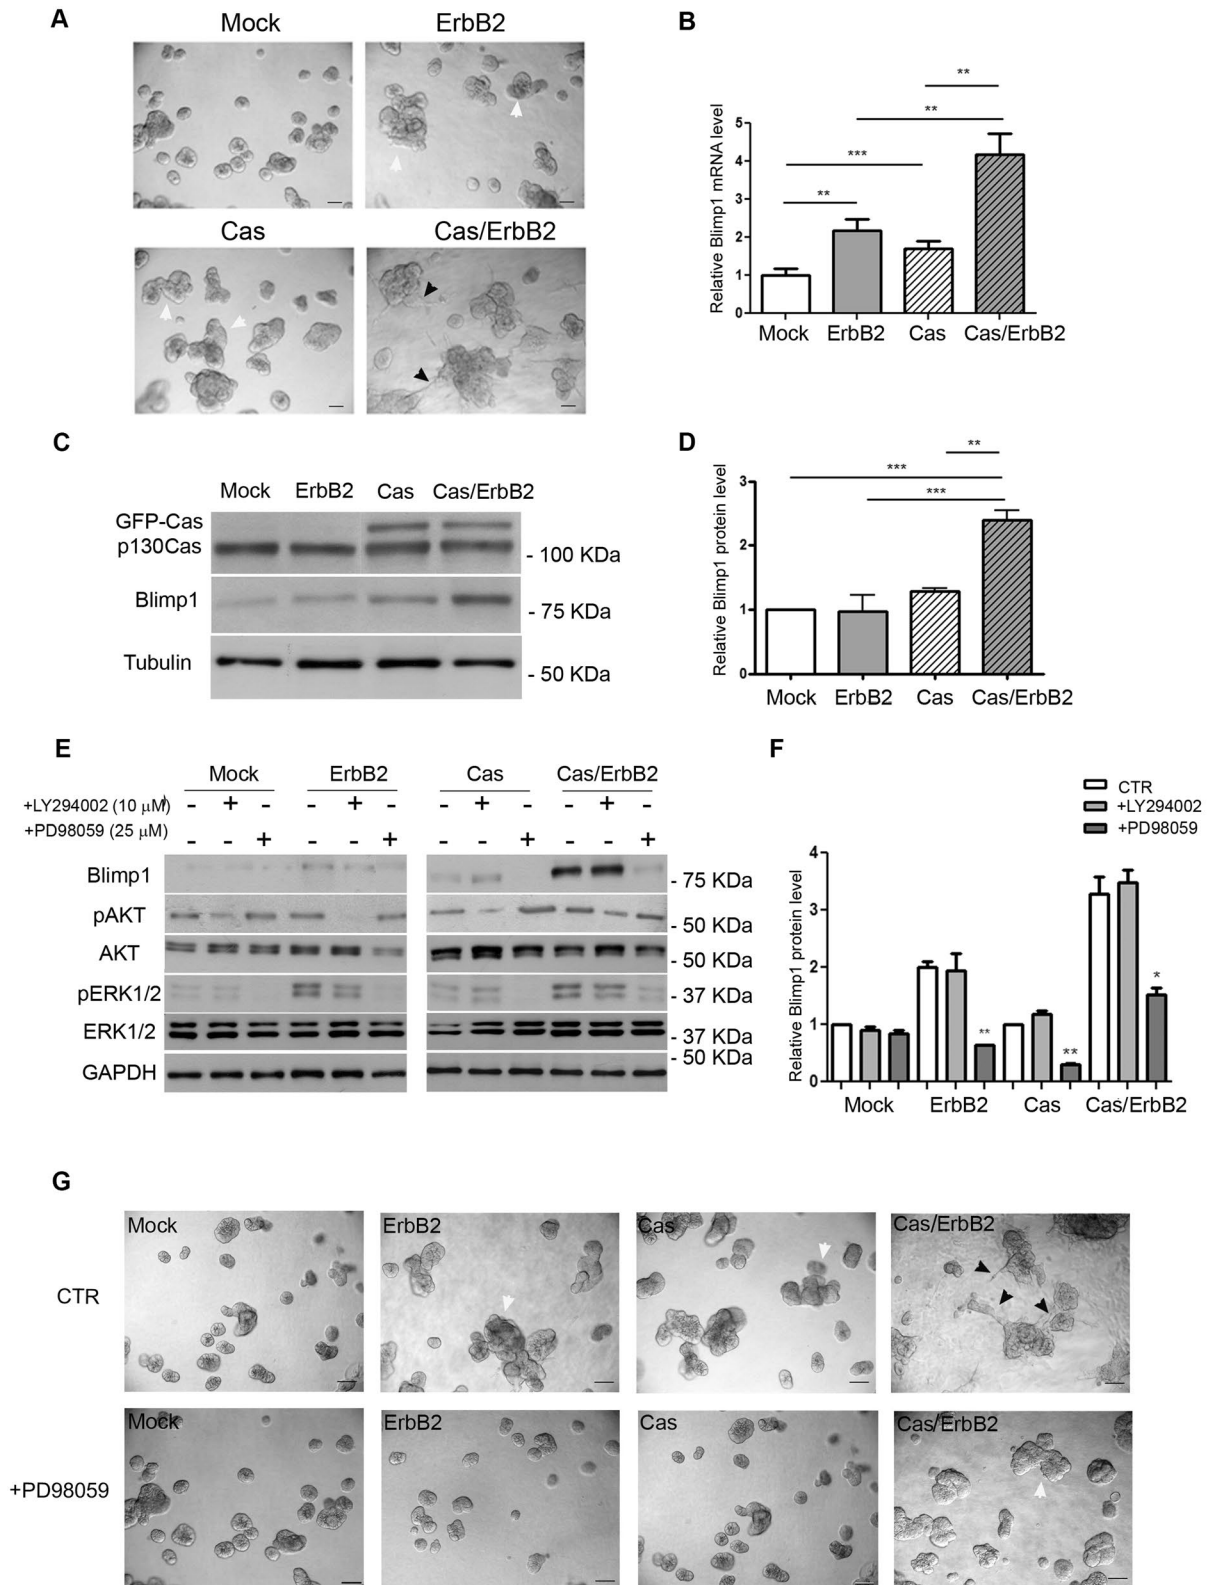 A
Mock
ErbB2
Cas
Cas/ErbB2
B
Relative Blimp1 mRNA level
5
4
3
2
1
0
**
**
***
**
Mock
ErbB2
Cas
Cas/ErbB2
C
Mock
ErbB2
Cas
Cas/ErbB2
GFP-Cas
p130Cas
- 100 KDa
Blimp1
- 75 KDa
Tubulin
- 50 KDa
D
Relative Blimp1 protein level
3
2
1
0
**
***
***
Mock
ErbB2
Cas
Cas/ErbB2
E
Mock
ErbB2
Cas
Cas/ErbB2
+LY294002 (10 µM)
- + - - + - - + - - + -
+PD98059 (25 µM)
- - + - - + - - + - - +
Blimp1
- 75 KDa
pAKT
- 50 KDa
AKT
- 50 KDa
pERK1/2
- 37 KDa
ERK1/2
- 37 KDa
- 50 KDa
GAPDH
F
CTR
+LY294002
+PD98059
Relative Blimp1 protein level
4
3
2
1
0
**
**
*
Mock
ErbB2
Cas
Cas/ErbB2
G
CTR
Mock
ErbB2
Cas
Cas/ErbB2
+PD98059
Mock
ErbB2
Cas
Cas/ErbB2